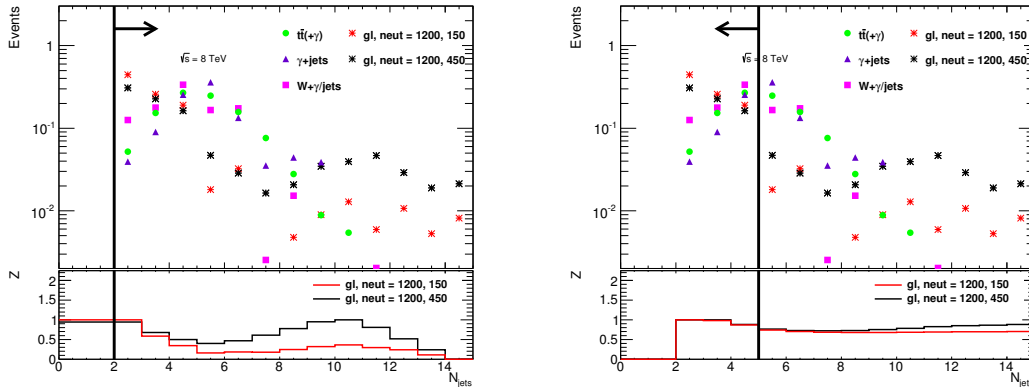 Events
1
10⁻¹
10⁻²
tt̄(+γ)
γ+jets
W+γ/jets
gl, neut = 1200, 150
gl, neut = 1200, 450
√s = 8 TeV
Z
2
1.5
1
0.5
0
gl, neut = 1200, 150
gl, neut = 1200, 450
0 2 4 6 8 10 12 14
N_jets
Events
1
10⁻¹
10⁻²
tt̄(+γ)
γ+jets
W+γ/jets
gl, neut = 1200, 150
gl, neut = 1200, 450
√s = 8 TeV
Z
2
1.5
1
0.5
0
gl, neut = 1200, 150
gl, neut = 1200, 450
0 2 4 6 8 10 12 14
N_jets